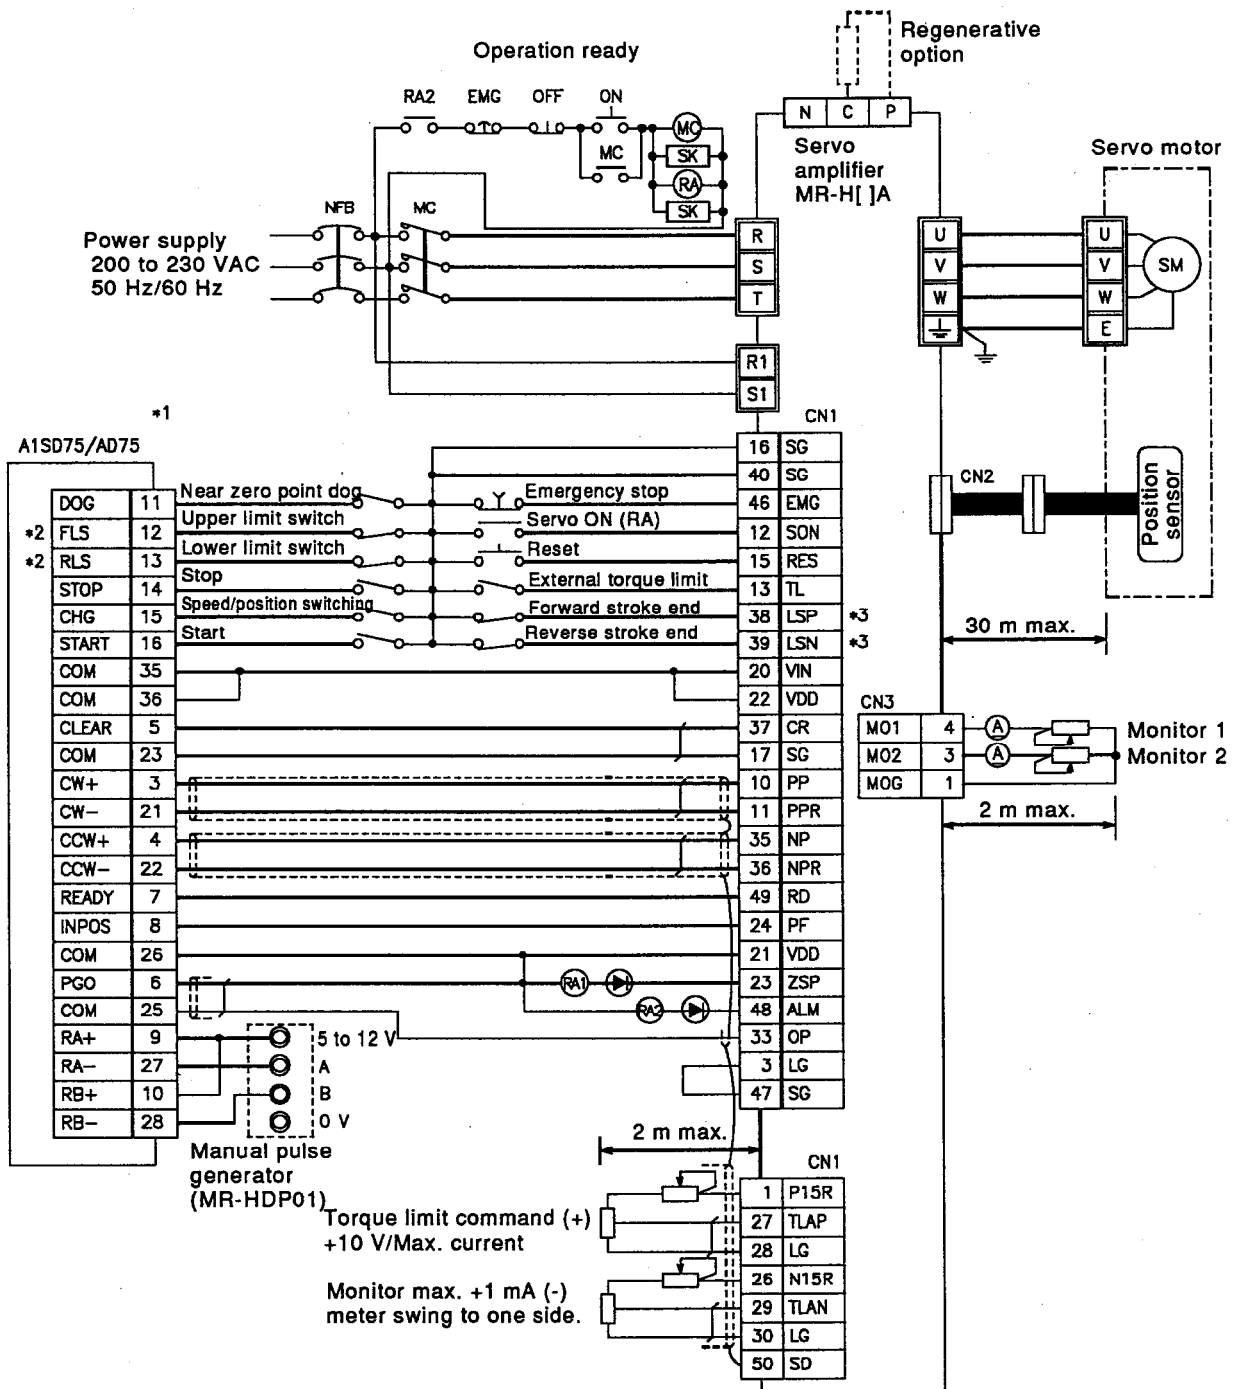 Regenerative
option
Operation ready
RA2 EMG OFF ON
MC
MC
SK
RA
SK
N C P
Servo
amplifier
MR-H[ ]A
Servo motor
NFB MC
Power supply
200 to 230 VAC
50 Hz/60 Hz
R
S
T
R1
S1
U
V
W
U
V
W
E
SM
*1
A1SD75/AD75
CN1
16 SG
40 SG
DOG 11 Near zero point dog Emergency stop 46 EMG
*2 FLS 12 Upper limit switch Servo ON (RA) 12 SON
*2 RLS 13 Lower limit switch Reset 15 RES
STOP 14 Stop External torque limit 13 TL
CHG 15 Speed/position switching Forward stroke end 38 LSP *3
START 16 Start Reverse stroke end 39 LSN *3
COM 35 20 VIN
COM 36 22 VDD
CLEAR 5 37 CR
COM 23 17 SG
CW+ 3 10 PP
CW- 21 11 PPR
CCW+ 4 35 NP
CCW- 22 36 NPR
READY 7 49 RD
INPOS 8 24 PF
COM 26 21 VDD
PGO 6 RA1 23 ZSP
COM 25 RA2 48 ALM
RA+ 9 5 to 12 V 33 OP
RA- 27 A 3 LG
RB+ 10 B 47 SG
RB- 28 0 V
Manual pulse
generator
(MR-HDP01)
CN2
Position
sensor
30 m max.
CN3
MO1 4 A Monitor 1
MO2 3 A Monitor 2
MOG 1
2 m max.
2 m max.
CN1
1 P15R
27 TLAP
28 LG
26 N15R
29 TLAN
30 LG
50 SD
Torque limit command (+)
+10 V/Max. current
Monitor max. +1 mA (-)
meter swing to one side.